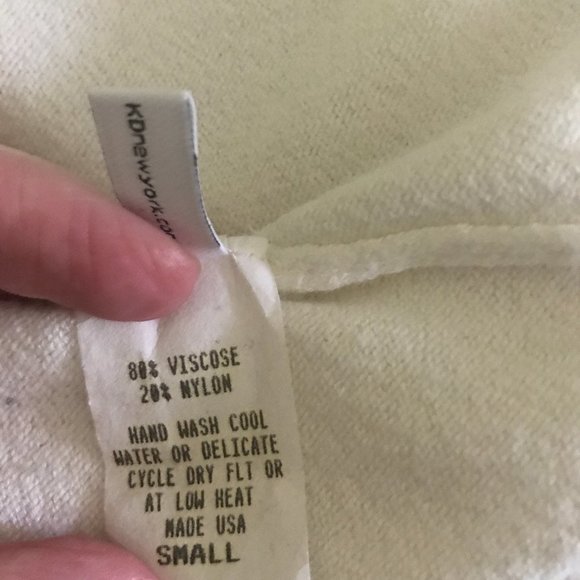 KDnewyork.com
80% VISCOSE
20% NYLON
HAND WASH COOL
WATER OR DELICATE
CYCLE DRY FLT OR
AT LOW HEAT
MADE USA
SMALL